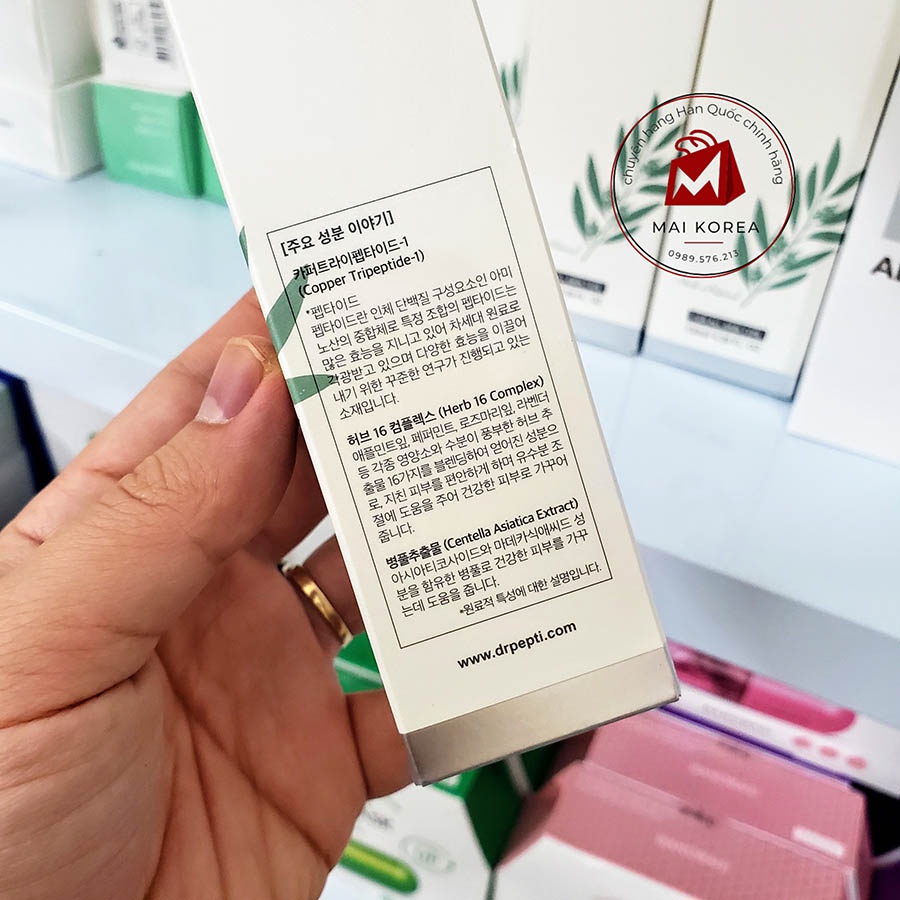 chuyên hàng Hàn Quốc chính hãng
MAI KOREA
0989.576.213
[주요 성분 이야기]
카퍼트라이펩타이드-1
(Copper Tripeptide-1)
*펩타이드
펩타이드란 인체 단백질 구성요소인 아미
노산의 중합체로 특정 조합의 펩타이드는
많은 효능을 지니고 있어 차세대 원료로
각광받고 있으며 다양한 효능을 이끌어
내기 위한 꾸준한 연구가 진행되고 있는
소재입니다.
허브 16 컴플렉스 (Herb 16 Complex)
애플민트잎, 페퍼민트, 로즈마리잎, 라벤더
등 각종 영양소와 수분이 풍부한 허브 추
출물 16가지를 블렌딩하며 얻어진 성분으
로, 지친 피부를 편안하게 하며 유수분 조
절에 도움을 주어 건강한 피부로 가꾸어
줍니다.
병풀추출물 (Centella Asiatica Extract)
아시아티코사이드와 마데카식애씨드 성
분을 함유한 병풀로 건강한 피부를 가꾸
는데 도움을 줍니다.
*원료적 특성에 대한 설명입니다.
www.drpepti.com